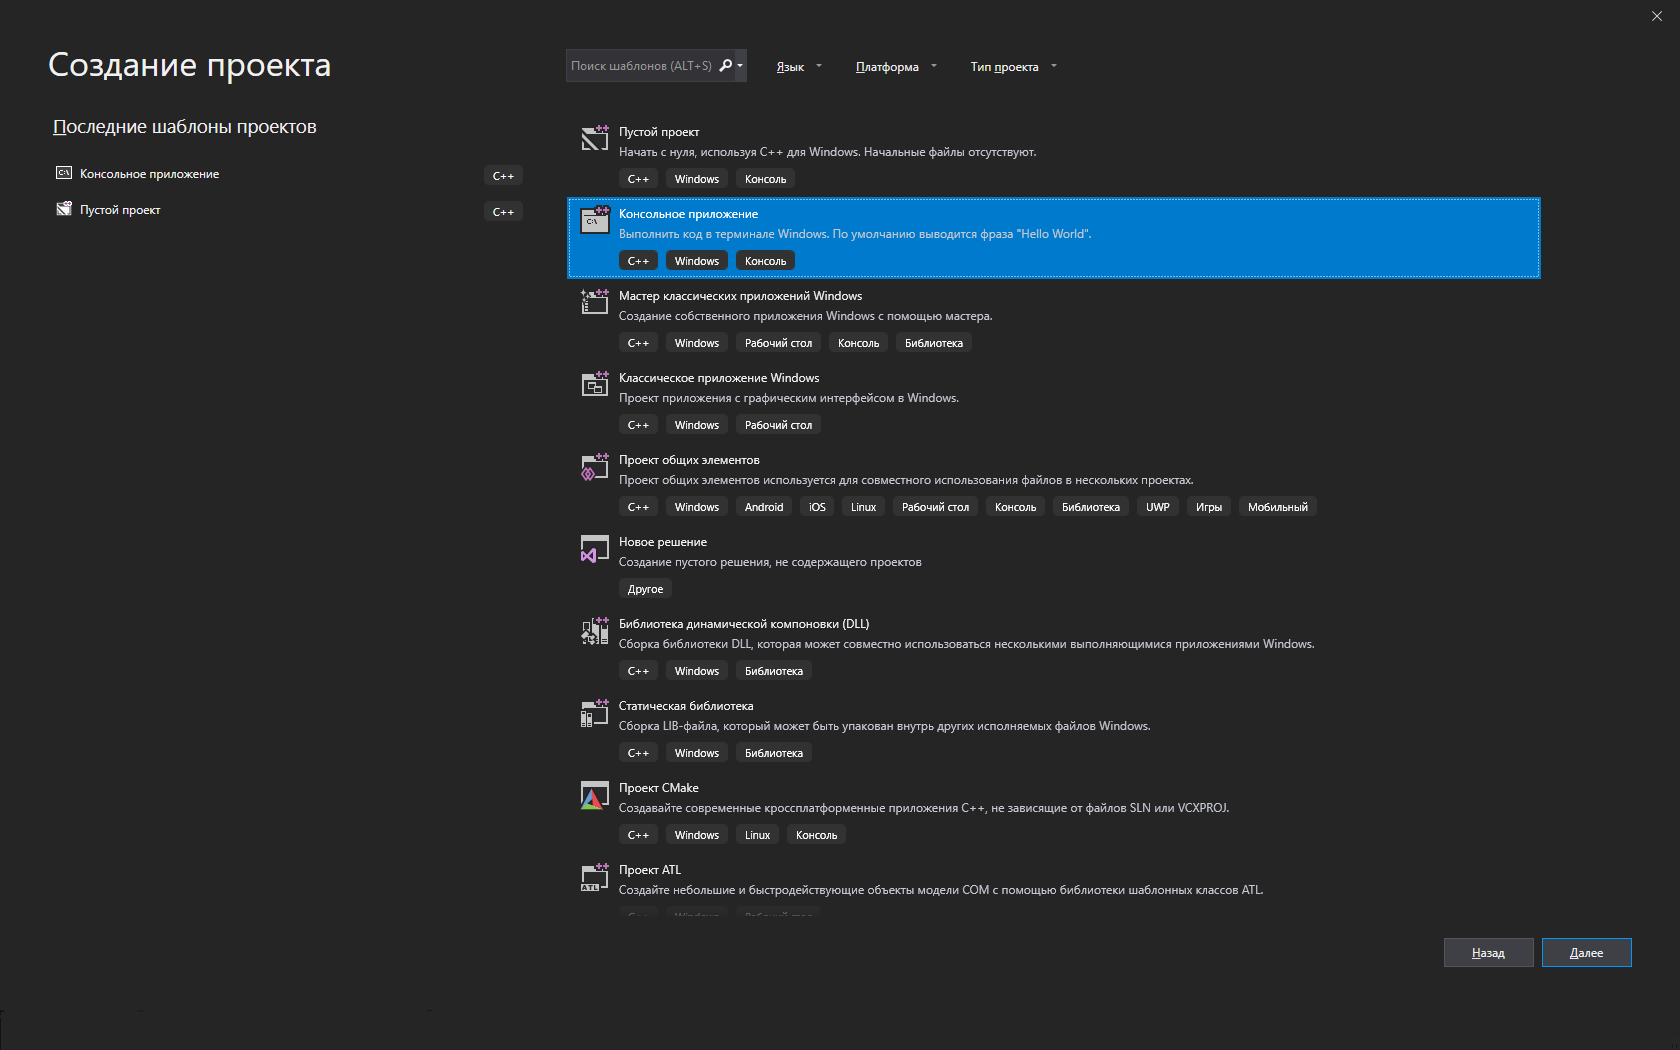 Создание проекта
Поиск шаблонов (ALT+S)
Язык
Платформа
Тип проекта
Последние шаблоны проектов
Консольное приложение
C++
Пустой проект
C++
Пустой проект
Начать с нуля, используя C++ для Windows. Начальные файлы отсутствуют.
C++ Windows Консоль
C:\
Консольное приложение
Выполнить код в терминале Windows. По умолчанию выводится фраза "Hello World".
C++ Windows Консоль
Мастер классических приложений Windows
Создание собственного приложения Windows с помощью мастера.
C++ Windows Рабочий стол Консоль Библиотека
Классическое приложение Windows
Проект приложения с графическим интерфейсом в Windows.
C++ Windows Рабочий стол
Проект общих элементов
Проект общих элементов используется для совместного использования файлов в нескольких проектах.
C++ Windows Android iOS Linux Рабочий стол Консоль Библиотека UWP Игры Мобильный
Новое решение
Создание пустого решения, не содержащего проектов
Другое
Библиотека динамической компоновки (DLL)
Сборка библиотеки DLL, которая может совместно использоваться несколькими выполняющимися приложениями Windows.
C++ Windows Библиотека
Статическая библиотека
Сборка LIB-файла, который может быть упакован внутрь других исполняемых файлов Windows.
C++ Windows Библиотека
Проект CMake
Создавайте современные кроссплатформенные приложения C++, не зависящие от файлов SLN или VCXPROJ.
C++ Windows Linux Консоль
ATL
Проект ATL
Создайте небольшие и быстродействующие объекты модели COM с помощью библиотеки шаблонных классов ATL.
C++ Windows Рабочий стол
Назад
Далее